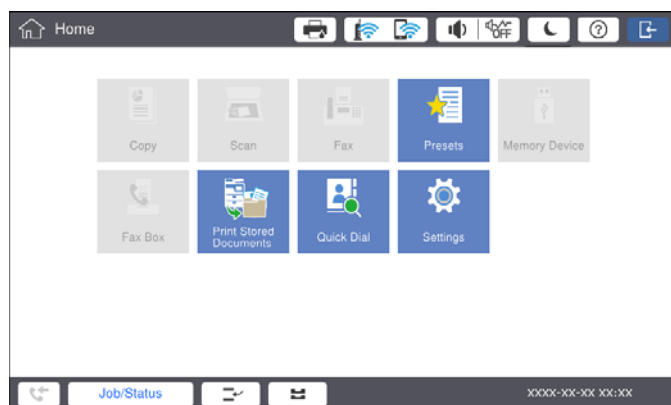 Home
OFF
Copy
Scan
Fax
Presets
Memory Device
Fax Box
Print Stored
Documents
Quick Dial
Settings
Job/Status
XXXX-XX-XX XX:XX